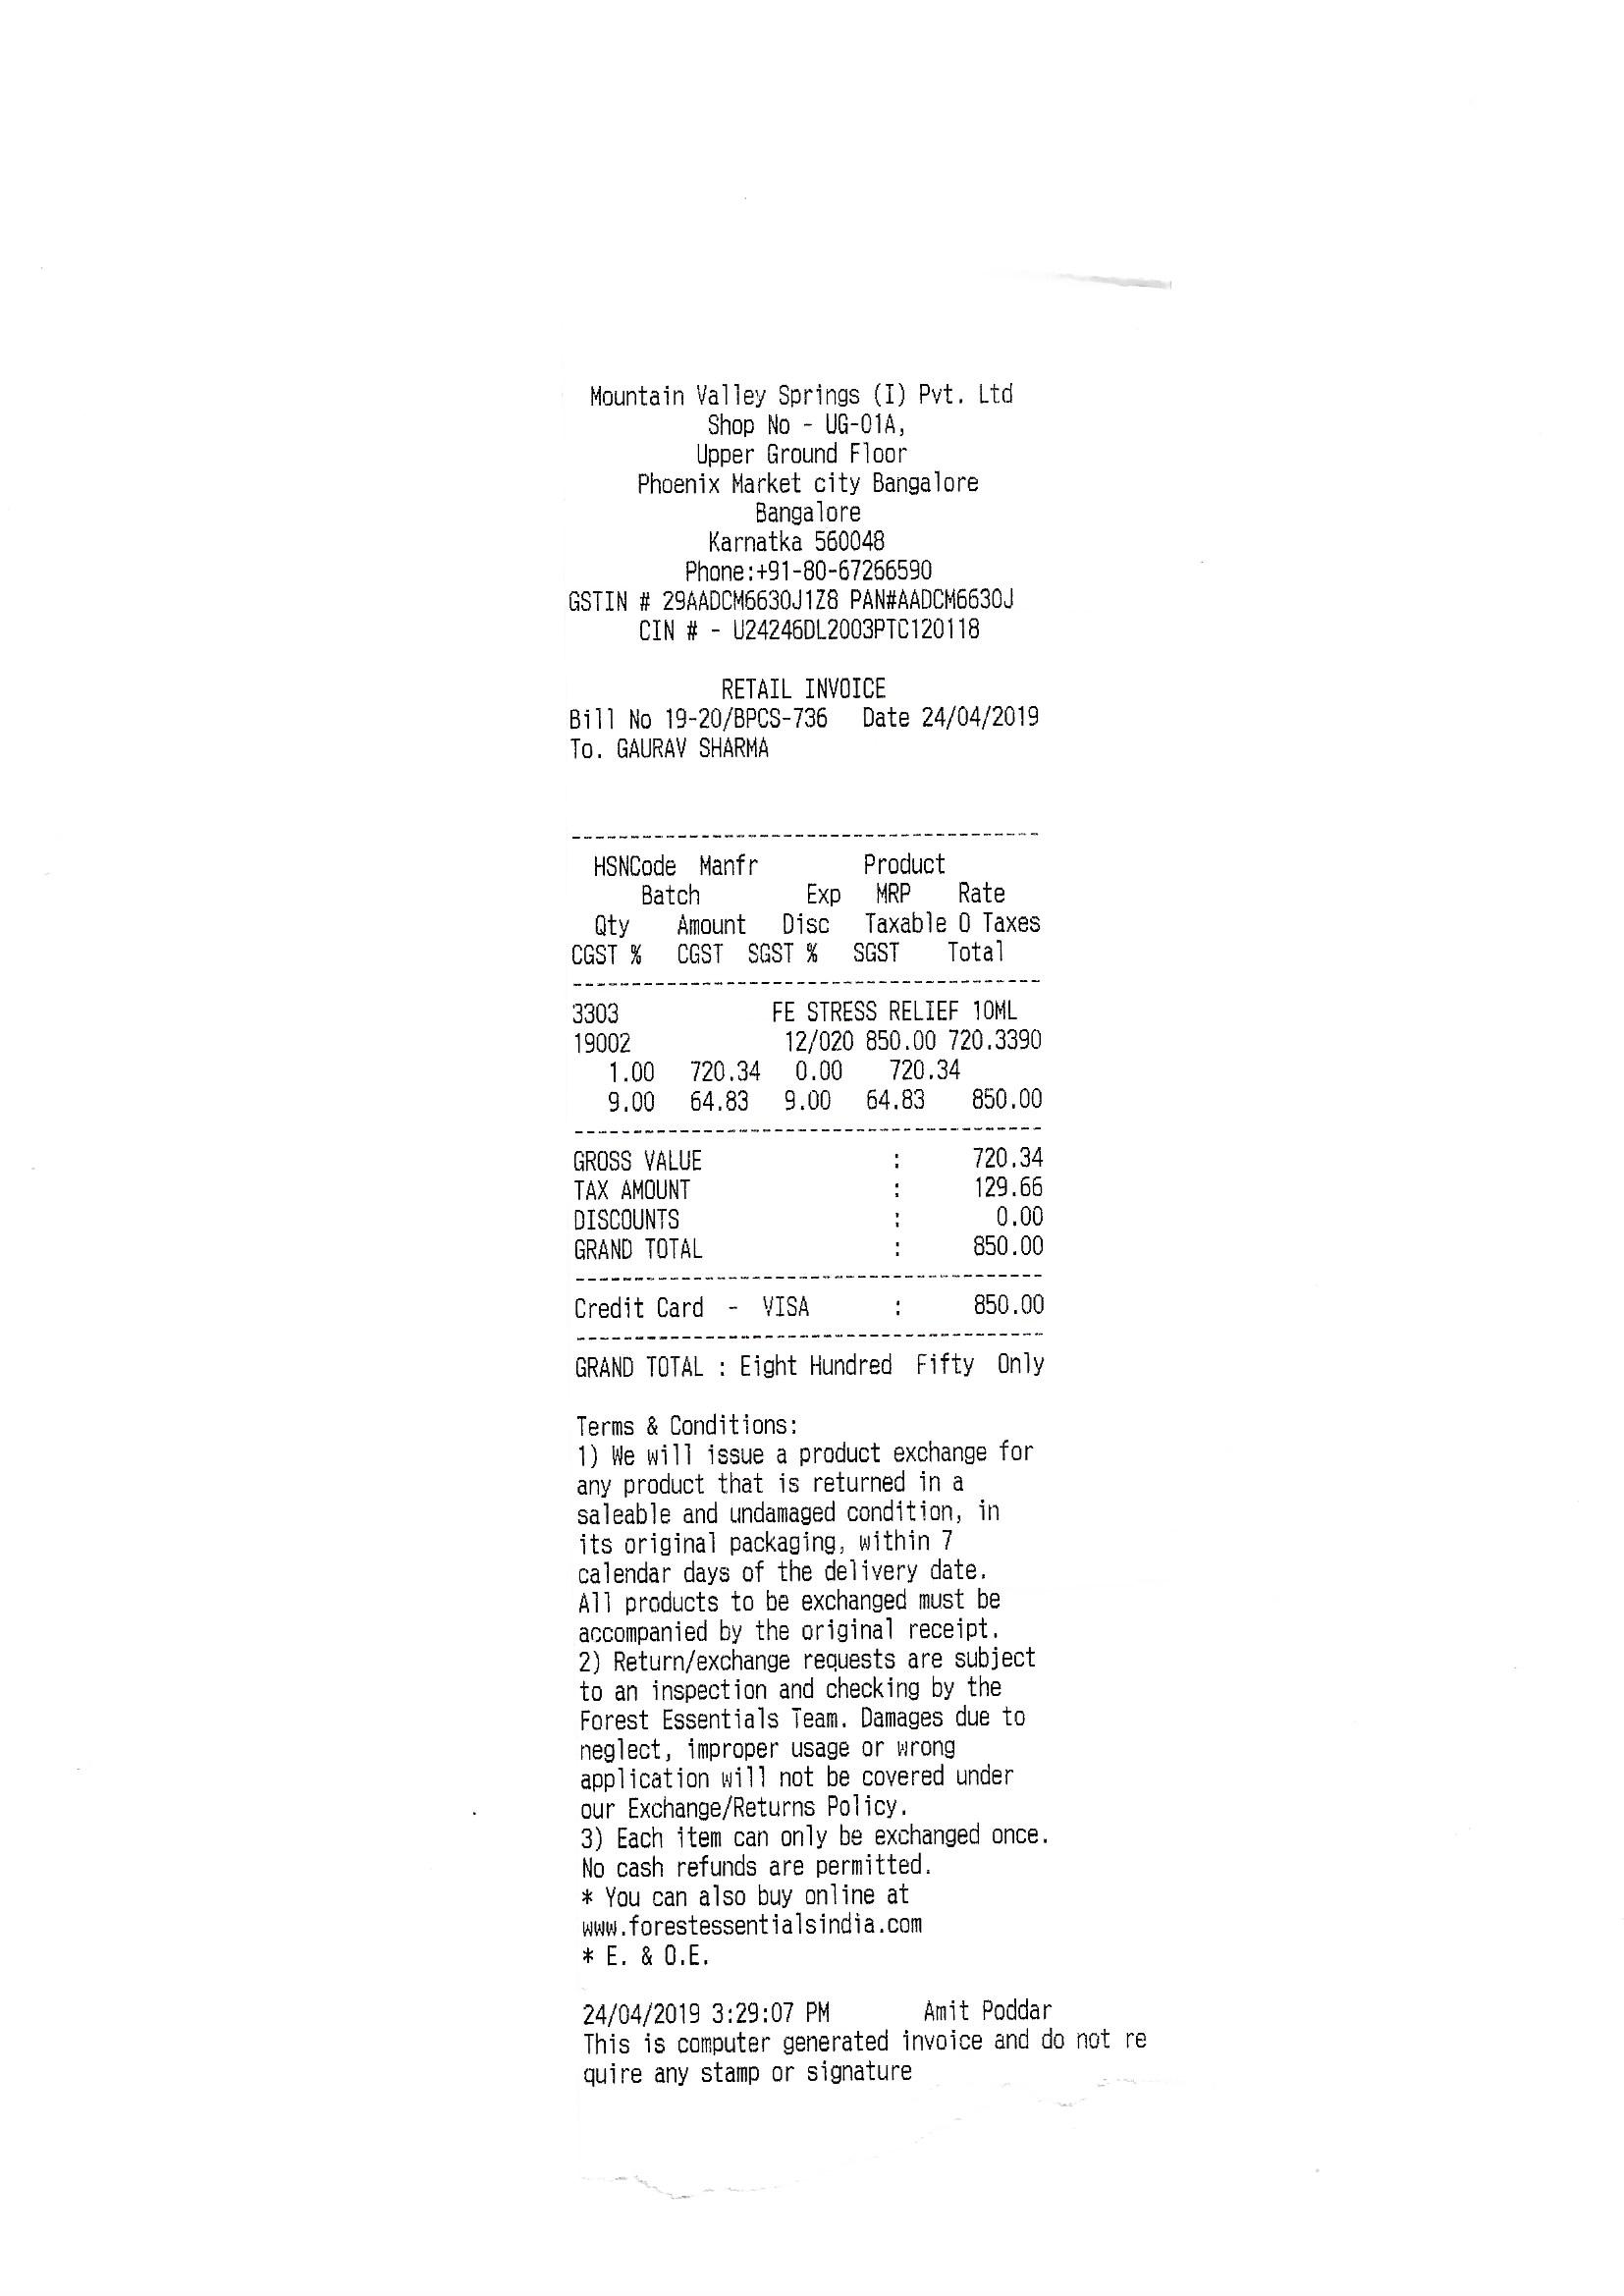 Mountain Valley Springs (I) Pvt. Ltd
Shop No - UG-01A,
Upper Ground Floor
Phoenix Market city Bangalore
Bangalore
Karnatka 560048
Phone:+91-80-67266590
GSTIN # 29AADCM6630J1Z8 PAN#AADCM6630J
CIN # - U24246DL2003PTC120118
RETAIL INVOICE
Bill No 19-20/BPCS-736 Date 24/04/2019
To. GAURAV SHARMA
HSNCode Manfr Product
Batch Exp MRP Rate
Qty Amount Disc Taxable O Taxes
CGST % CGST SGST % SGST Total
3303 FE STRESS RELIEF 10ML
19002 12/020 850.00 720.3390
1.00 720.34 0.00 720.34
9.00 64.83 9.00 64.83 850.00
GROSS VALUE : 720.34
TAX AMOUNT : 129.66
DISCOUNTS : 0.00
GRAND TOTAL : 850.00
Credit Card - VISA : 850.00
GRAND TOTAL : Eight Hundred Fifty Only
Terms & Conditions:
1) We will issue a product exchange for
any product that is returned in a
saleable and undamaged condition, in
its original packaging, within 7
calendar days of the delivery date.
All products to be exchanged must be
accompanied by the original receipt.
2) Return/exchange requests are subject
to an inspection and checking by the
Forest Essentials Team. Damages due to
neglect, improper usage or wrong
application will not be covered under
our Exchange/Returns Policy.
3) Each item can only be exchanged once.
No cash refunds are permitted.
* You can also buy online at
www.forestessentialsindia.com
* E. & O.E.
24/04/2019 3:29:07 PM Amit Poddar
This is computer generated invoice and do not re
quire any stamp or signature